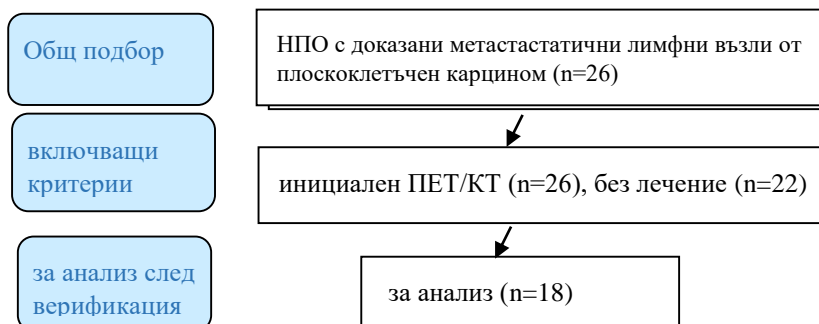 Общ подбор
НПО с доказани метастастатични лимфни възли от
плоскоклетъчен карцином (n=26)
включващи
критерии
инициален ПЕТ/КТ (n=26), без лечение (n=22)
за анализ след
верификация
за анализ (n=18)